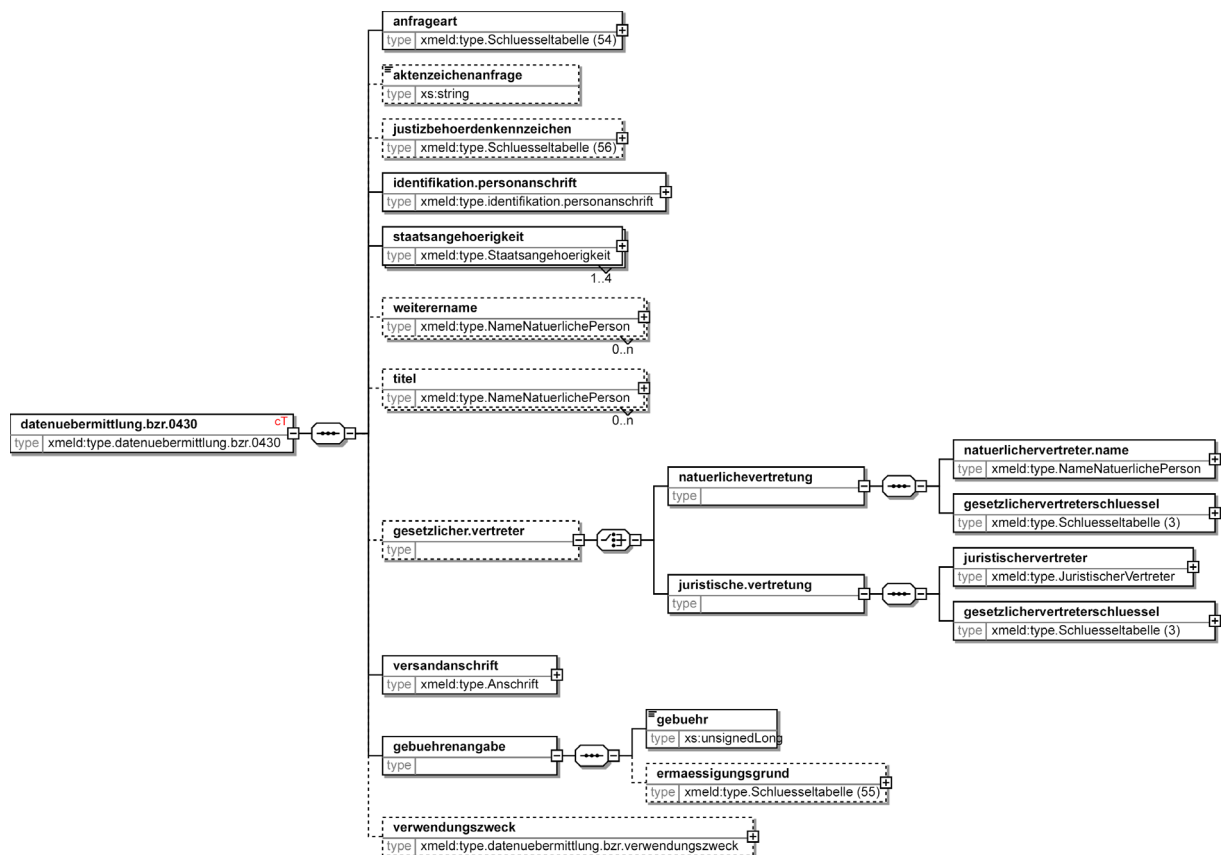 anfrageart
type xmeld:type.Schluesseltabelle (54)
aktenzeichenanfrage
type xs:string
justizbehoerdenkennzeichen
type xmeld:type.Schluesseltabelle (56)
identifikation.personanschrift
type xmeld:type.identifikation.personanschrift
staatsangehoerigkeit
type xmeld:type.Staatsangehoerigkeit
1..4
weiterername
type xmeld:type.NameNatuerlichePerson
0..n
titel
type xmeld:type.NameNatuerlichePerson
0..n
datenuebermittlung.bzr.0430 cT
type xmeld:type.datenuebermittlung.bzr.0430
gesetzlicher.vertreter
type
natuerlichevertretung
type
natuerlichervertreter.name
type xmeld:type.NameNatuerlichePerson
gesetzlichervertreterschluessel
type xmeld:type.Schluesseltabelle (3)
juristische.vertretung
type
juristischervertreter
type xmeld:type.JuristischerVertreter
gesetzlichervertreterschluessel
type xmeld:type.Schluesseltabelle (3)
versandanschrift
type xmeld:type.Anschrift
gebuehrenangabe
type
gebuehr
type xs:unsignedLong
ermaessigungsgrund
type xmeld:type.Schluesseltabelle (55)
verwendungszweck
type xmeld:type.datenuebermittlung.bzr.verwendungszweck